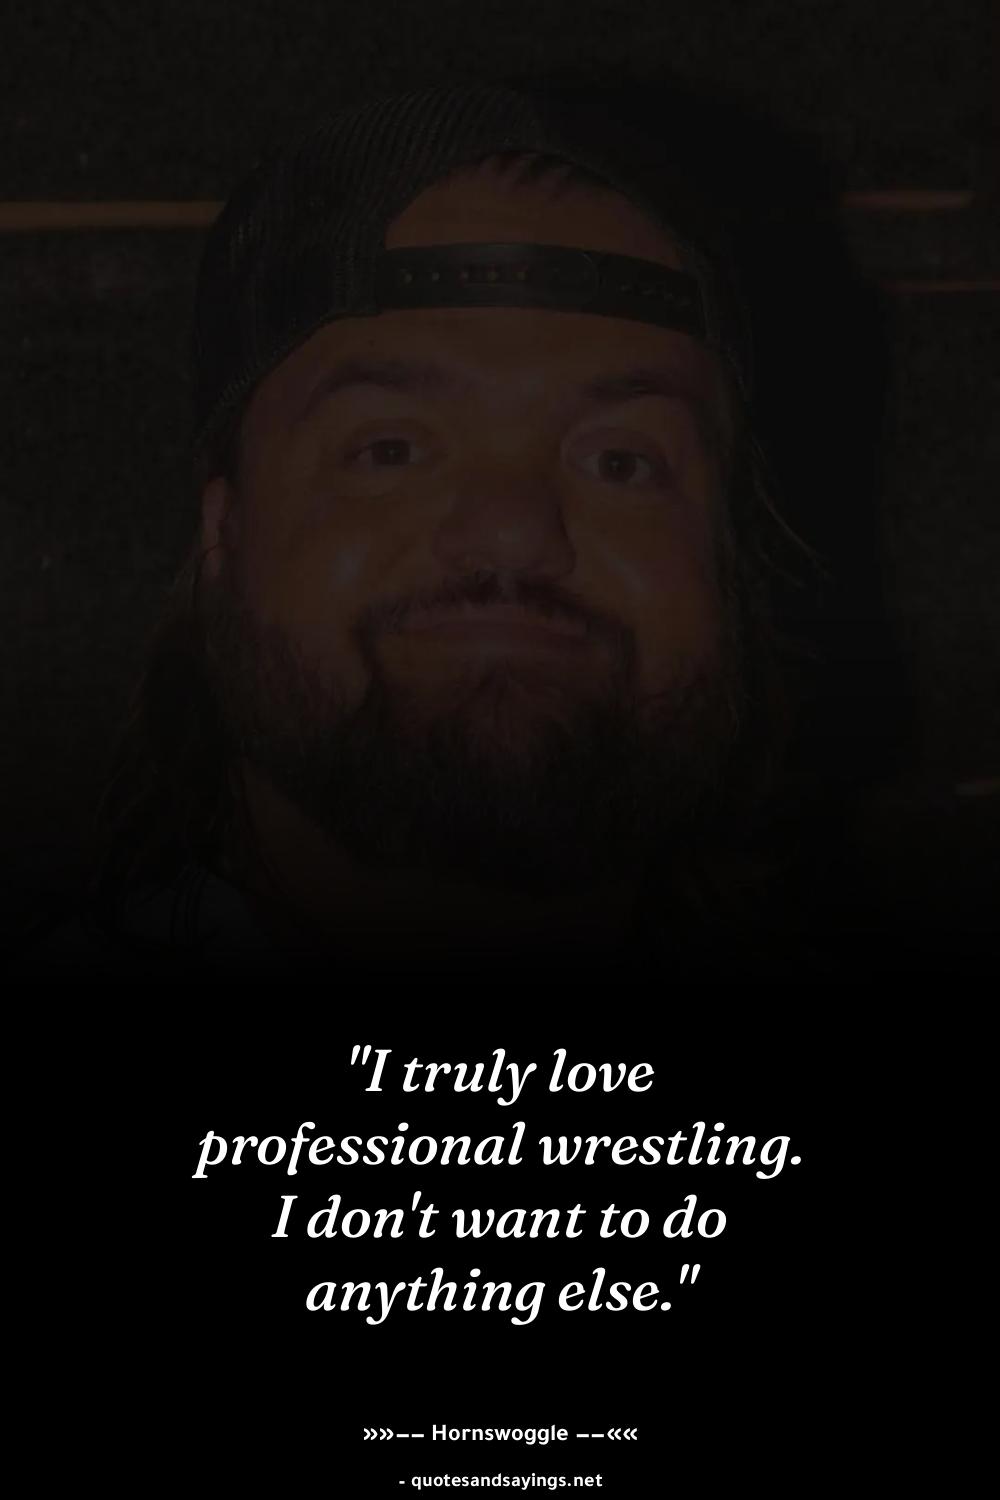 "I truly love
professional wrestling.
I don't want to do
anything else."
»»–– Hornswoggle ––««
- quotesandsayings.net